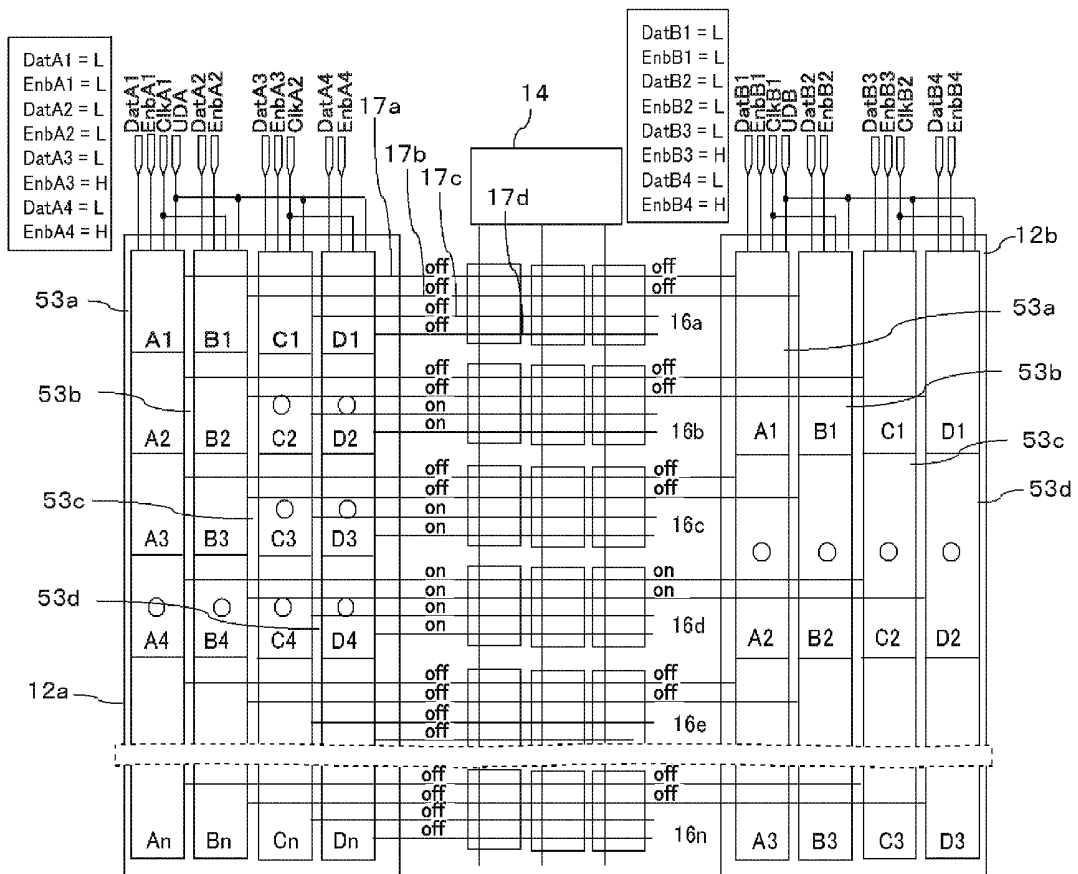 DatA1 = L
EnbA1 = L
DatA2 = L
EnbA2 = L
DatA3 = L
EnbA3 = H
DatA4 = L
EnbA4 = H
DatA1
EnbA1
ClkA1
UDA
DatA2
EnbA2
DatA3
EnbA3
ClkA2
DatA4
EnbA4
17a
17b
17c
17d
14
DatB1 = L
EnbB1 = L
DatB2 = L
EnbB2 = L
DatB3 = L
EnbB3 = H
DatB4 = L
EnbB4 = H
DatB1
EnbB1
ClkB1
UDB
DatB2
EnbB2
DatB3
EnbB3
ClkB2
DatB4
EnbB4
12b
53a
A1 B1 C1 D1
off off
off off
off
off
16a
53a
53b
53b
A2 B2 C2 D2
off off
off off
on
on
16b
A1 B1 C1 D1
53c
53c
A3 B3 C3 D3
off off
off off
on
on
16c
53d
53d
A4 B4 C4 D4
on on
on on
on
on
16d
A2 B2 C2 D2
12a
off off
off off
off
off
16e
An Bn Cn Dn
off off
off off
off
off
16n
A3 B3 C3 D3